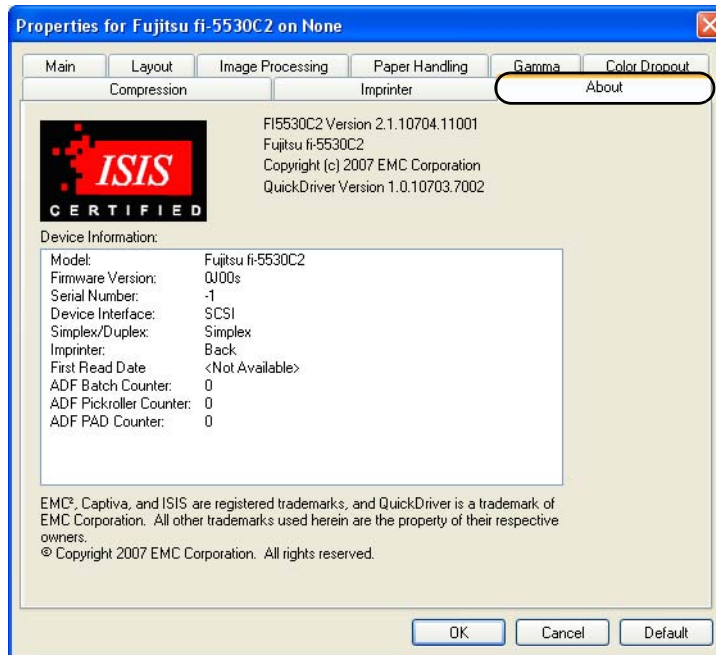 Properties for Fujitsu fi-5530C2 on None
Main Layout Image Processing Paper Handling Gamma Color Dropout
Compression Imprinter About
ISIS
CERTIFIED
FI5530C2 Version 2.1.10704.11001
Fujitsu fi-5530C2
Copyright (c) 2007 EMC Corporation
QuickDriver Version 1.0.10703.7002
Device Information:
Model: Fujitsu fi-5530C2
Firmware Version: 0J00s
Serial Number: -1
Device Interface: SCSI
Simplex/Duplex: Simplex
Imprinter: Back
First Read Date <Not Available>
ADF Batch Counter: 0
ADF Pickroller Counter: 0
ADF PAD Counter: 0
EMC², Captiva, and ISIS are registered trademarks, and QuickDriver is a trademark of
EMC Corporation. All other trademarks used herein are the property of their respective
owners.
© Copyright 2007 EMC Corporation. All rights reserved.
OK Cancel Default